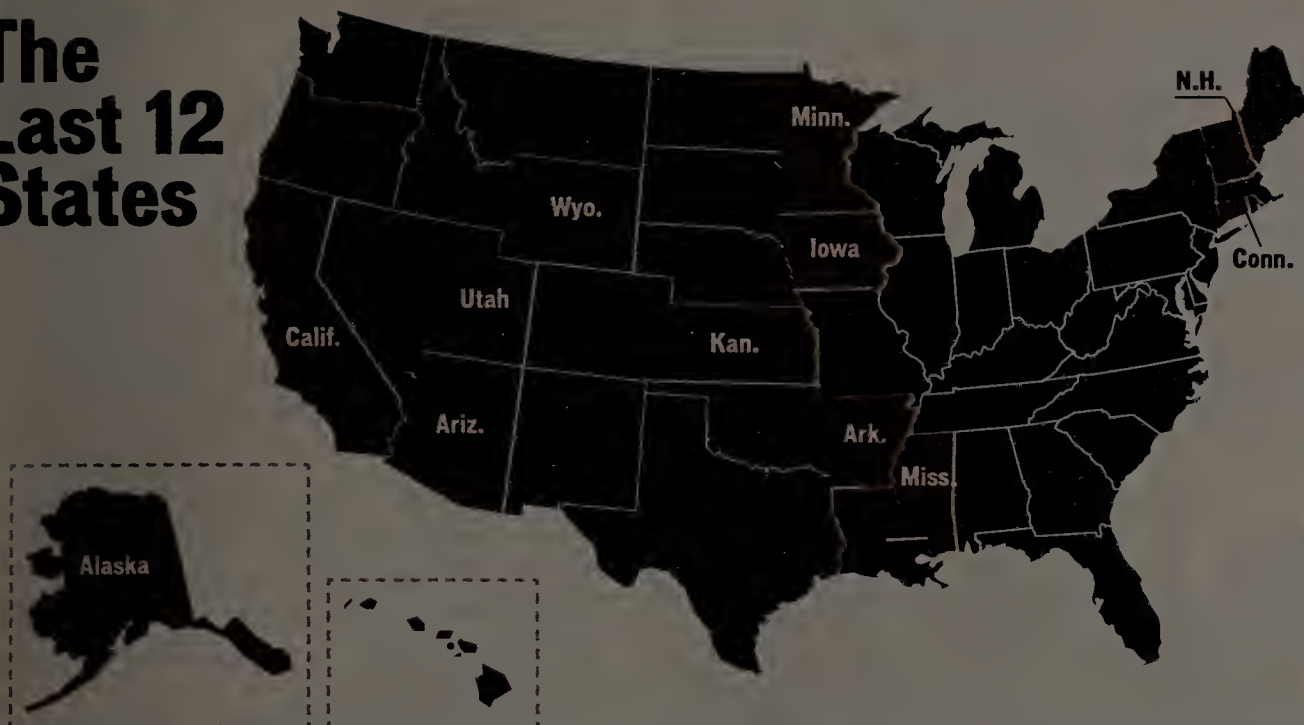 The
Last 12
States
N.H.
Minn.
Wyo.
Iowa
Conn.
Utah
Calif.
Kan.
Ariz.
Ark.
Miss.
Alaska